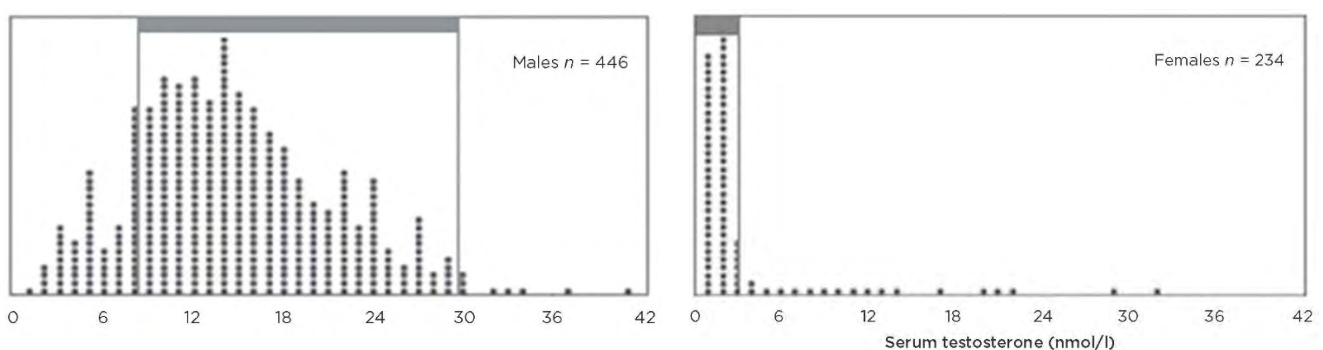 Males n = 446
Females n = 234
0 6 12 18 24 30 36 42
0 6 12 18 24 30 36 42
Serum testosterone (nmol/l)